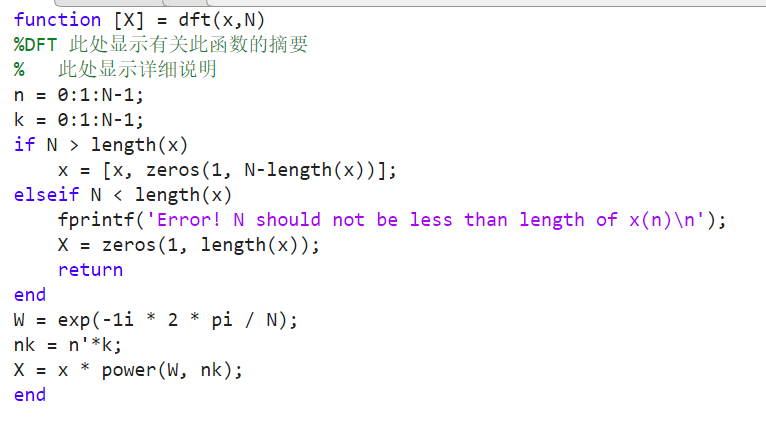 function [X] = dft(x,N)
%DFT 此处显示有关此函数的摘要
%   此处显示详细说明
n = 0:1:N-1;
k = 0:1:N-1;
if N > length(x)
    x = [x, zeros(1, N-length(x))];
elseif N < length(x)
    fprintf('Error! N should not be less than length of x(n)\n');
    X = zeros(1, length(x));
    return
end
W = exp(-1i * 2 * pi / N);
nk = n'*k;
X = x * power(W, nk);
end